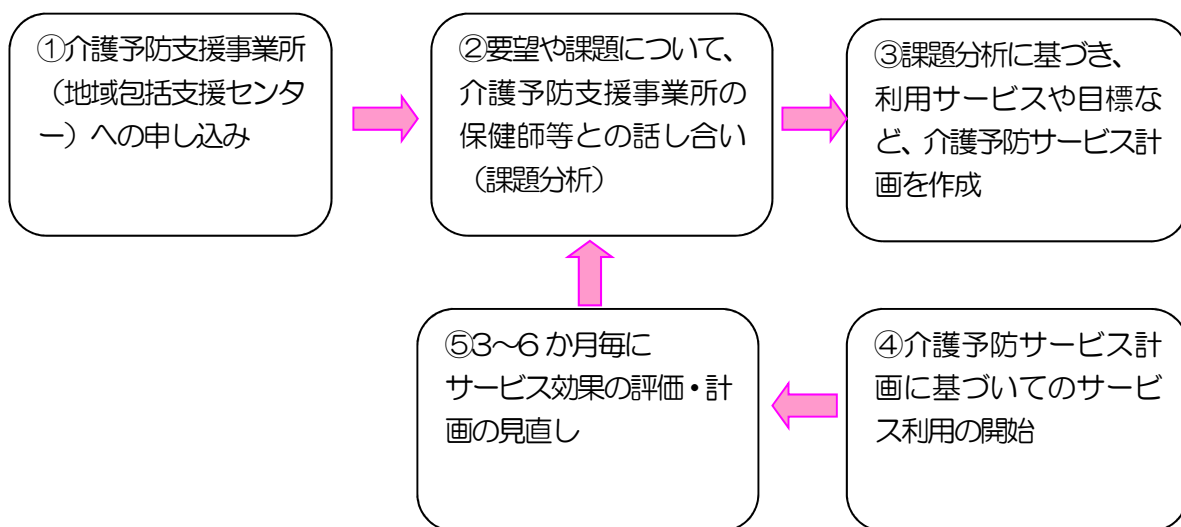 ①介護予防支援事業所
（地域包括支援センタ
ー）への申し込み
②要望や課題について、
介護予防支援事業所の
保健師等との話し合い
（課題分析）
③課題分析に基づき、
利用サービスや目標な
ど、介護予防サービス計
画を作成
④介護予防サービス計
画に基づいてのサービ
ス利用の開始
⑤3～6 か月毎に
サービス効果の評価・計
画の見直し